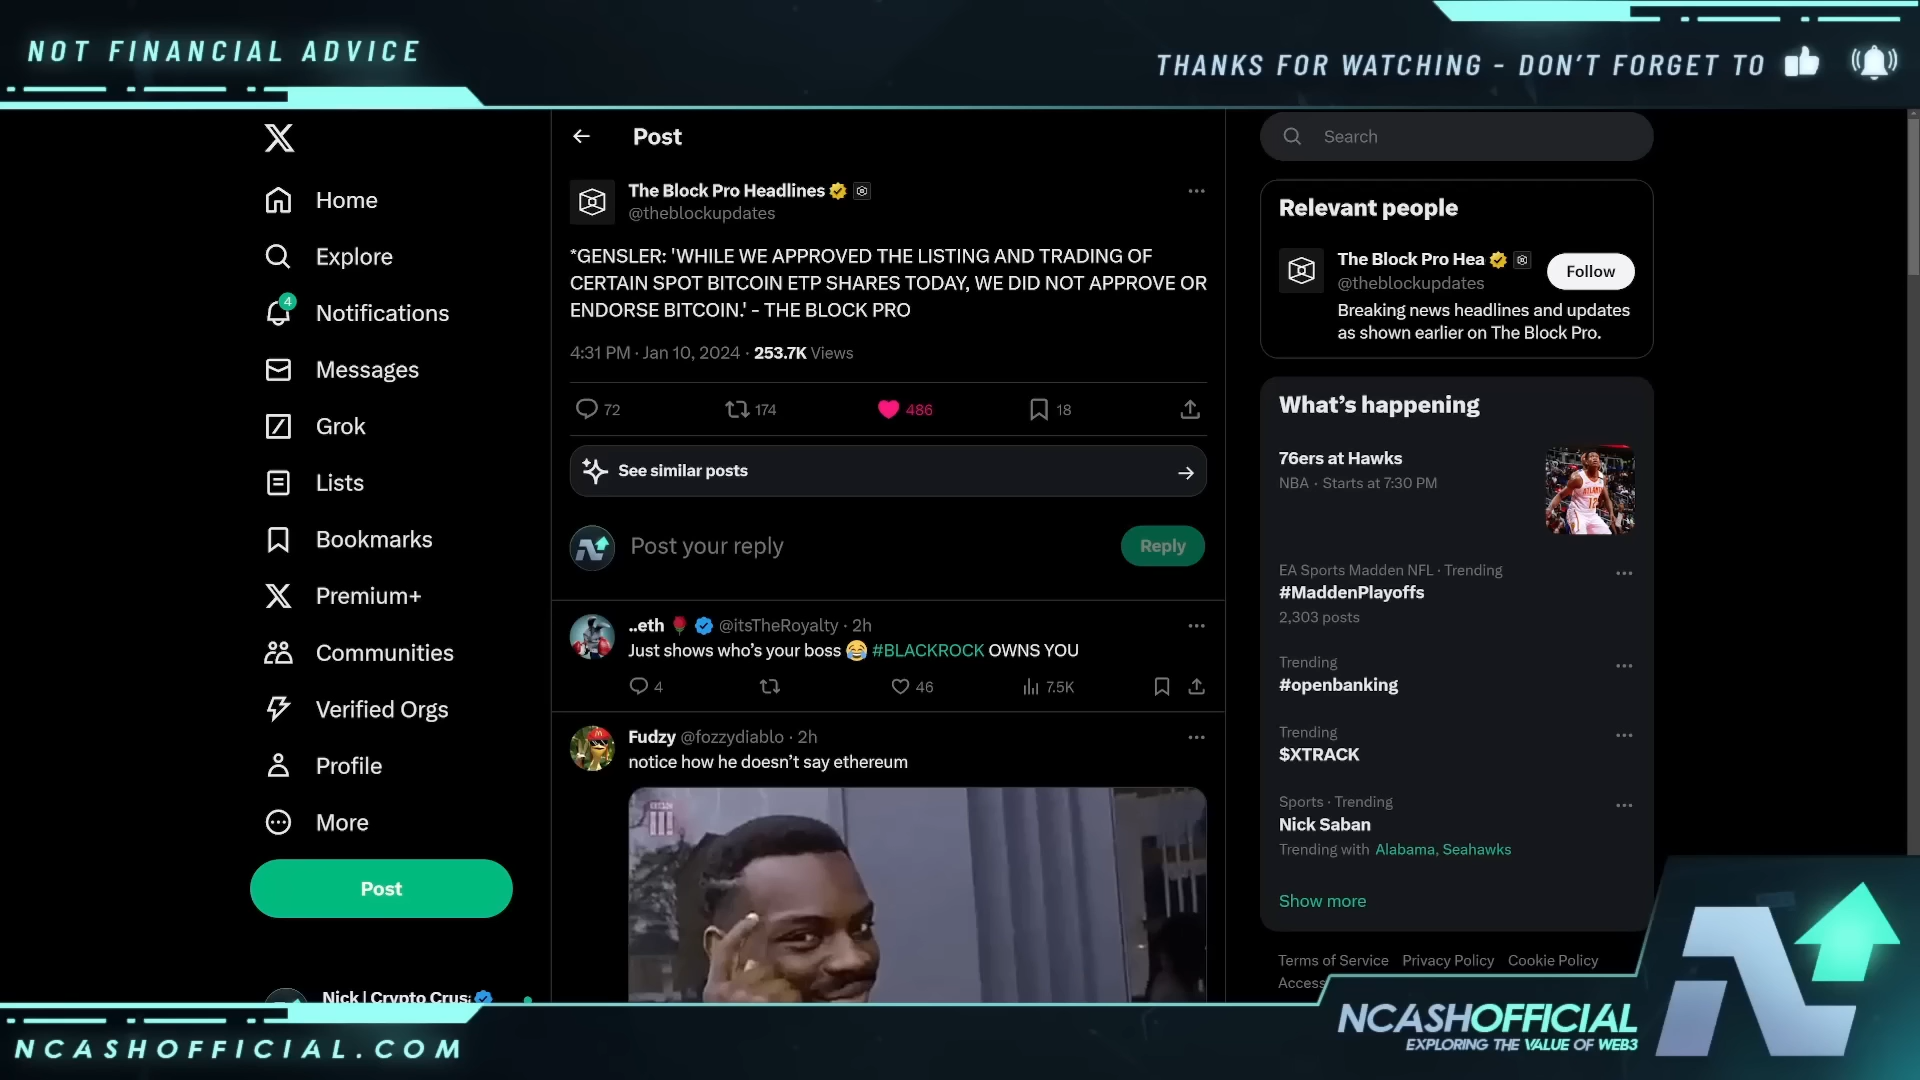 NOT FINANCIAL ADVICE
THANKS FOR WATCHING - DON'T FORGET TO
Home
Explore
4
Notifications
Messages
Grok
Lists
Bookmarks
Premium+
Communities
Verified Orgs
Profile
More
Post
Nick | Crypto Crus
Post
The Block Pro Headlines
@theblockupdates
*GENSLER: 'WHILE WE APPROVED THE LISTING AND TRADING OF
CERTAIN SPOT BITCOIN ETP SHARES TODAY, WE DID NOT APPROVE OR
ENDORSE BITCOIN.' - THE BLOCK PRO
4:31 PM · Jan 10, 2024 · 253.7K Views
72 174 486 18
See similar posts
Post your reply
Reply
..eth @itsTheRoyalty · 2h
Just shows who’s your boss 😂 #BLACKROCK OWNS YOU
4 46 7.5K
Fudzy @fozzydiablo · 2h
notice how he doesn’t say ethereum
Search
Relevant people
The Block Pro Hea
@theblockupdates
Follow
Breaking news headlines and updates
as shown earlier on The Block Pro.
What’s happening
76ers at Hawks
NBA · Starts at 7:30 PM
ATLANTA
12
EA Sports Madden NFL · Trending
#MaddenPlayoffs
2,303 posts
Trending
#openbanking
Trending
$XTRACK
Sports · Trending
Nick Saban
Trending with Alabama, Seahawks
Show more
Terms of Service Privacy Policy Cookie Policy
Access
NCASHOFFICIAL.COM
NCASHOFFICIAL
EXPLORING THE VALUE OF WEB3